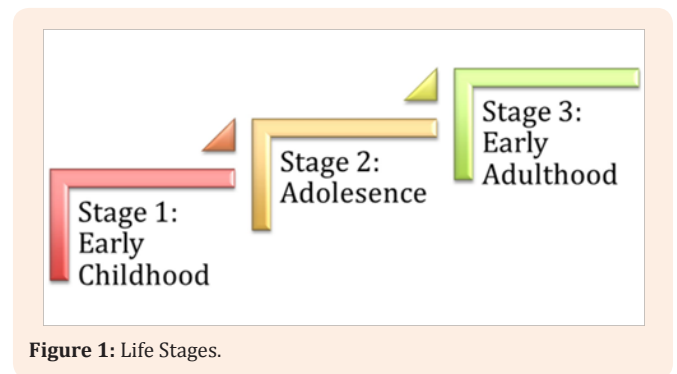 Stage 1:
Early
Childhood
Stage 2:
Adolesence
Stage 3:
Early
Adulthood
Figure 1: Life Stages.